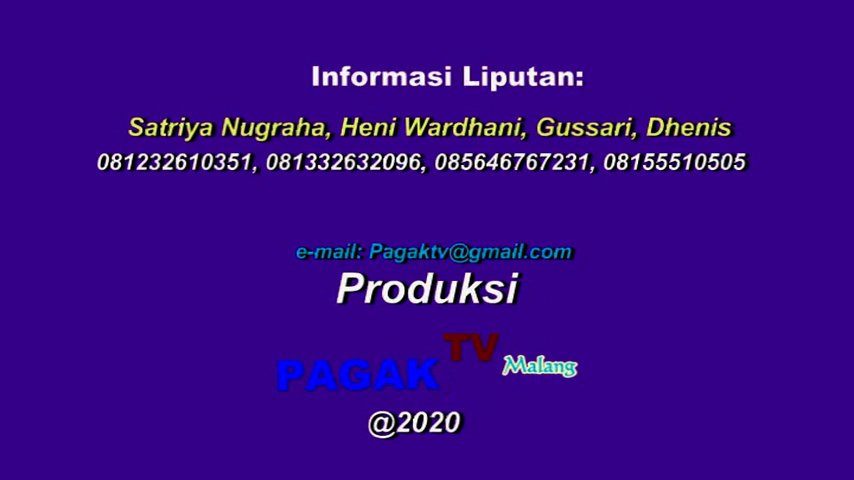 Informasi Liputan:
Satriya Nugraha, Heni Wardhani, Gussari, Dhenis
081232610351, 081332632096, 085646767231, 08155510505
e-mail: Pagaktv@gmail.com
Produksi
PAGAK TV Malang
@2020